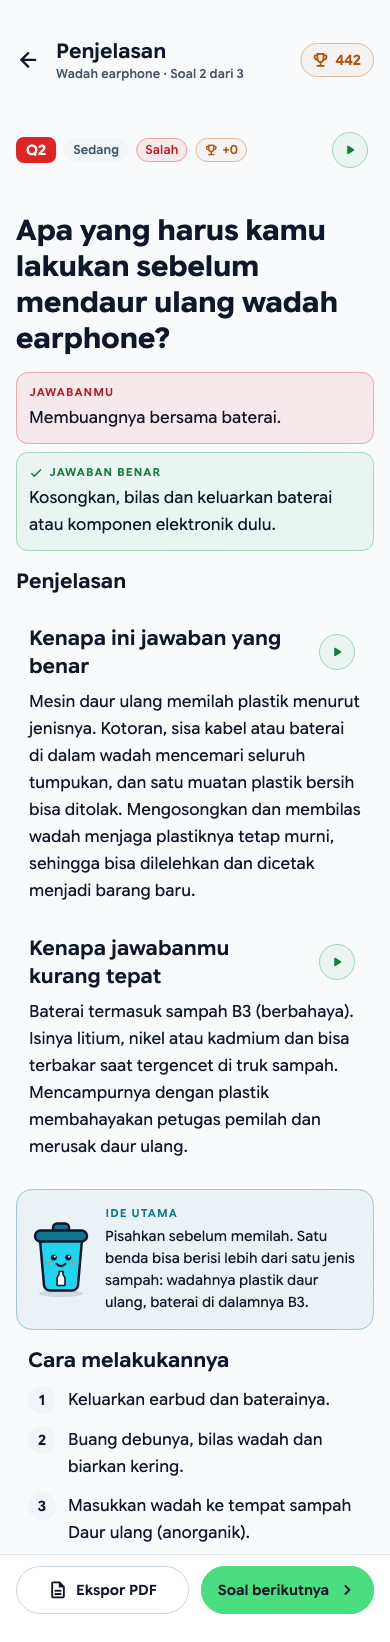 Penjelasan
Wadah earphone · Soal 2 dari 3
442
Q2
Sedang
Salah
+0
Apa yang harus kamu
lakukan sebelum
mendaur ulang wadah
earphone?
JAWABANMU
Membuangnya bersama baterai.
JAWABAN BENAR
Kosongkan, bilas dan keluarkan baterai
atau komponen elektronik dulu.
Penjelasan
Kenapa ini jawaban yang
benar
Mesin daur ulang memilah plastik menurut
jenisnya. Kotoran, sisa kabel atau baterai
di dalam wadah mencemari seluruh
tumpukan, dan satu muatan plastik bersih
bisa ditolak. Mengosongkan dan membilas
wadah menjaga plastiknya tetap murni,
sehingga bisa dilelehkan dan dicetak
menjadi barang baru.
Kenapa jawabanmu
kurang tepat
Baterai termasuk sampah B3 (berbahaya).
Isinya litium, nikel atau kadmium dan bisa
terbakar saat tergencet di truk sampah.
Mencampurnya dengan plastik
membahayakan petugas pemilah dan
merusak daur ulang.
IDE UTAMA
Pisahkan sebelum memilah. Satu
benda bisa berisi lebih dari satu jenis
sampah: wadahnya plastik daur
ulang, baterai di dalamnya B3.
Cara melakukannya
1 Keluarkan earbud dan baterainya.
2 Buang debunya, bilas wadah dan
biarkan kering.
3 Masukkan wadah ke tempat sampah
Daur ulang (anorganik).
Ekspor PDF
Soal berikutnya